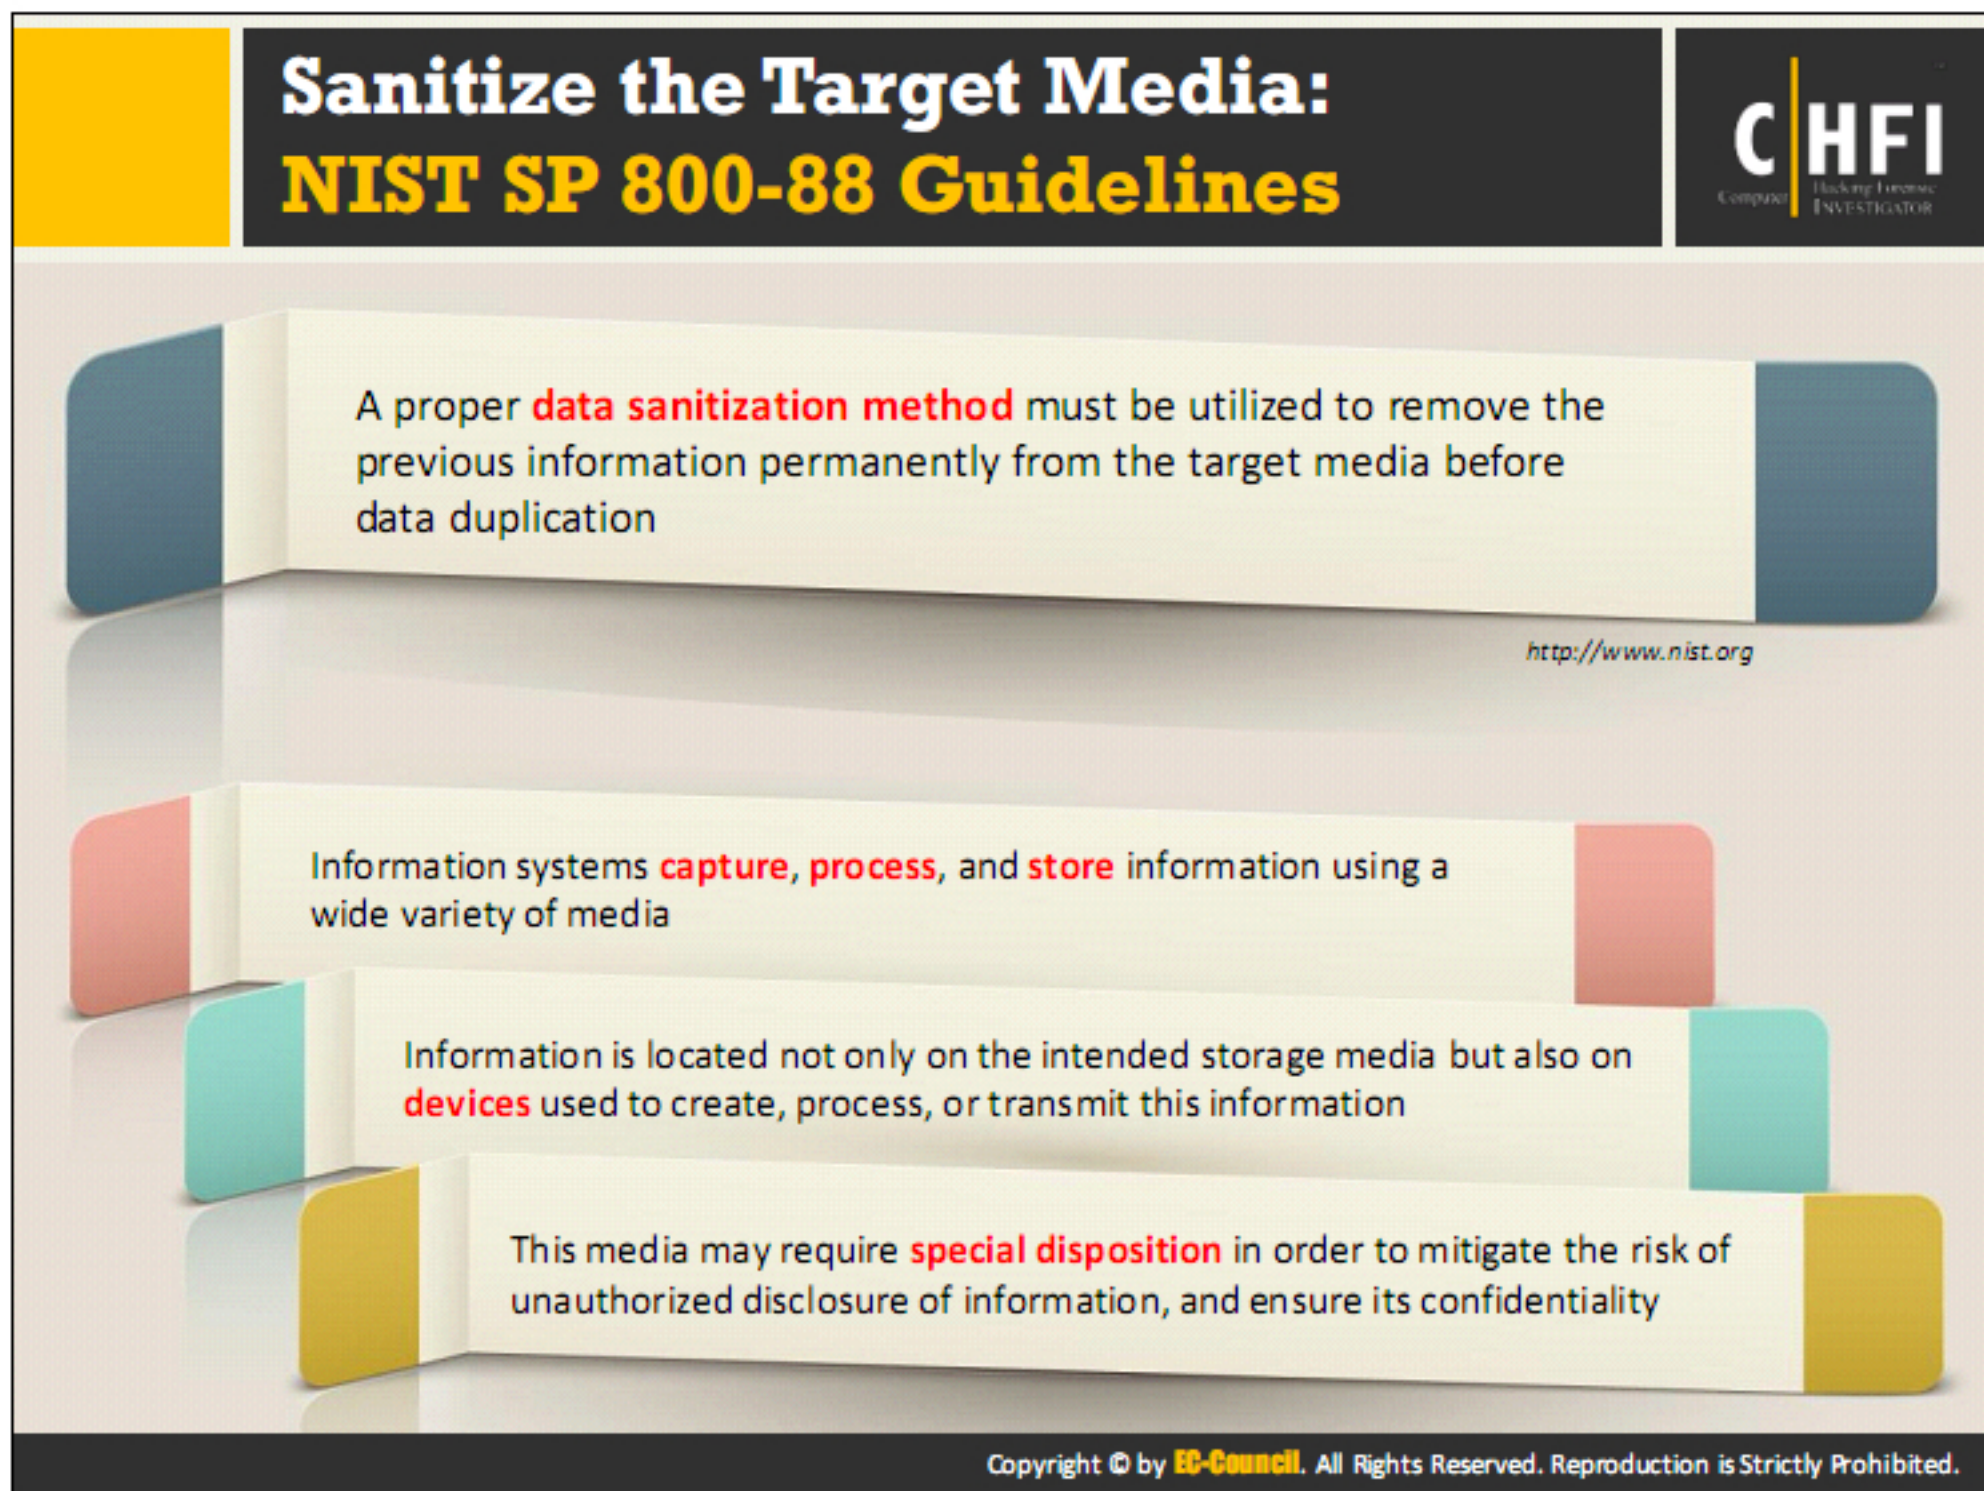 Sanitize the Target Media:
NIST SP 800-88 Guidelines
C HFI
Computer Hacking Forensic
INVESTIGATOR
A proper data sanitization method must be utilized to remove the
previous information permanently from the target media before
data duplication
http://www.nist.org
Information systems capture, process, and store information using a
wide variety of media
Information is located not only on the intended storage media but also on
devices used to create, process, or transmit this information
This media may require special disposition in order to mitigate the risk of
unauthorized disclosure of information, and ensure its confidentiality
Copyright © by EC-Council. All Rights Reserved. Reproduction is Strictly Prohibited.